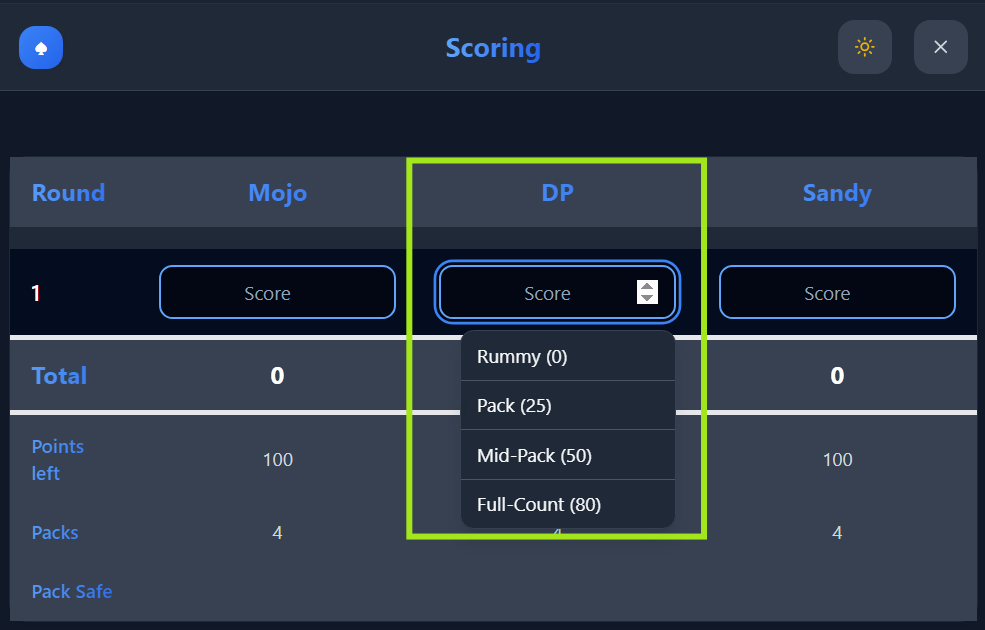 Scoring
Round Mojo DP Sandy
1 Score Score Score
Rummy (0)
Total 0 0
Pack (25)
Points
left
100 100
Mid-Pack (50)
Full-Count (80)
Packs 4 4
Pack Safe